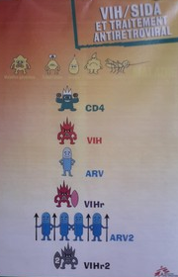 VIH/SIDA
ET TRAITEMENT
ANTIRETROVIRAL
CD4
VIH
ARV
VIHr
ARV2
VIHr2